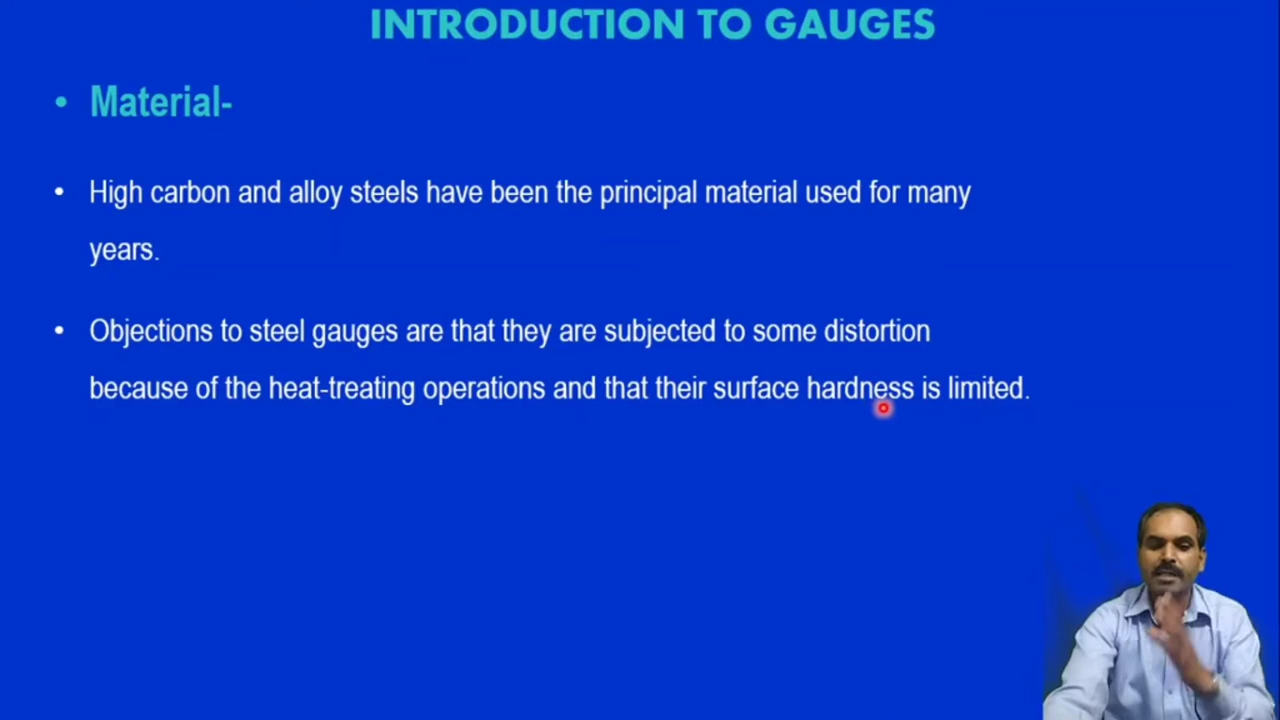 INTRODUCTION TO GAUGES
• Material-
• High carbon and alloy steels have been the principal material used for many
years.
• Objections to steel gauges are that they are subjected to some distortion
because of the heat-treating operations and that their surface hardness is limited.